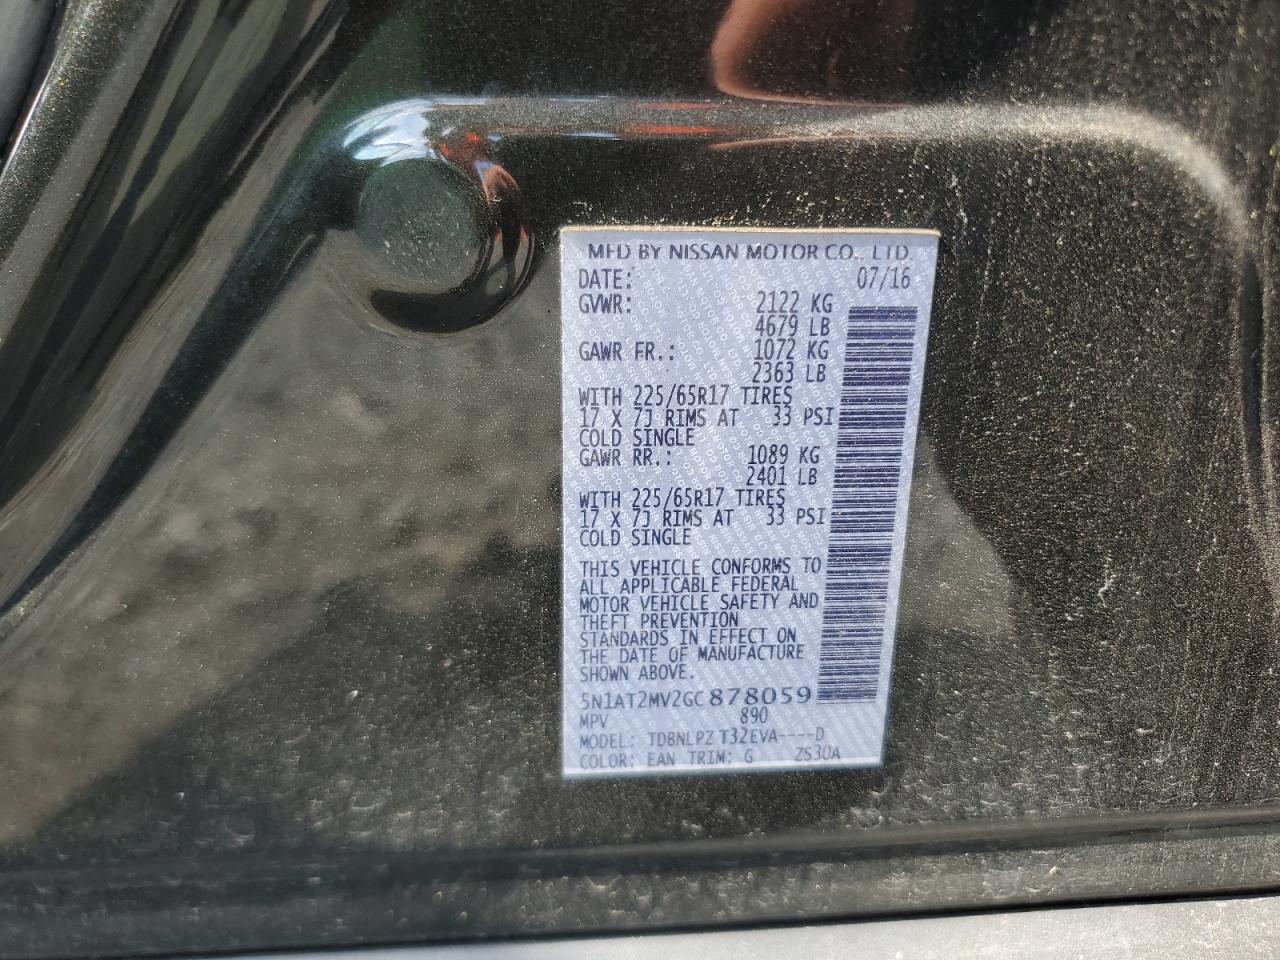 MFD BY NISSAN MOTOR CO., LTD.
DATE: 07/16
GVWR: 2122 KG
4679 LB
GAWR FR.: 1072 KG
2363 LB
WITH 225/65R17 TIRES
17 X 7J RIMS AT 33 PSI
COLD SINGLE
GAWR RR.: 1089 KG
2401 LB
WITH 225/65R17 TIRES
17 X 7J RIMS AT 33 PSI
COLD SINGLE
THIS VEHICLE CONFORMS TO
ALL APPLICABLE FEDERAL
MOTOR VEHICLE SAFETY AND
THEFT PREVENTION
STANDARDS IN EFFECT ON
THE DATE OF MANUFACTURE
SHOWN ABOVE.
5N1AT2MV2GC878059
MPV 890
MODEL: TDBNLPZ T32EVA----D
COLOR: EAN TRIM: G ZS30A